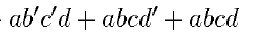 ab′c′d + abcd′ + abcd